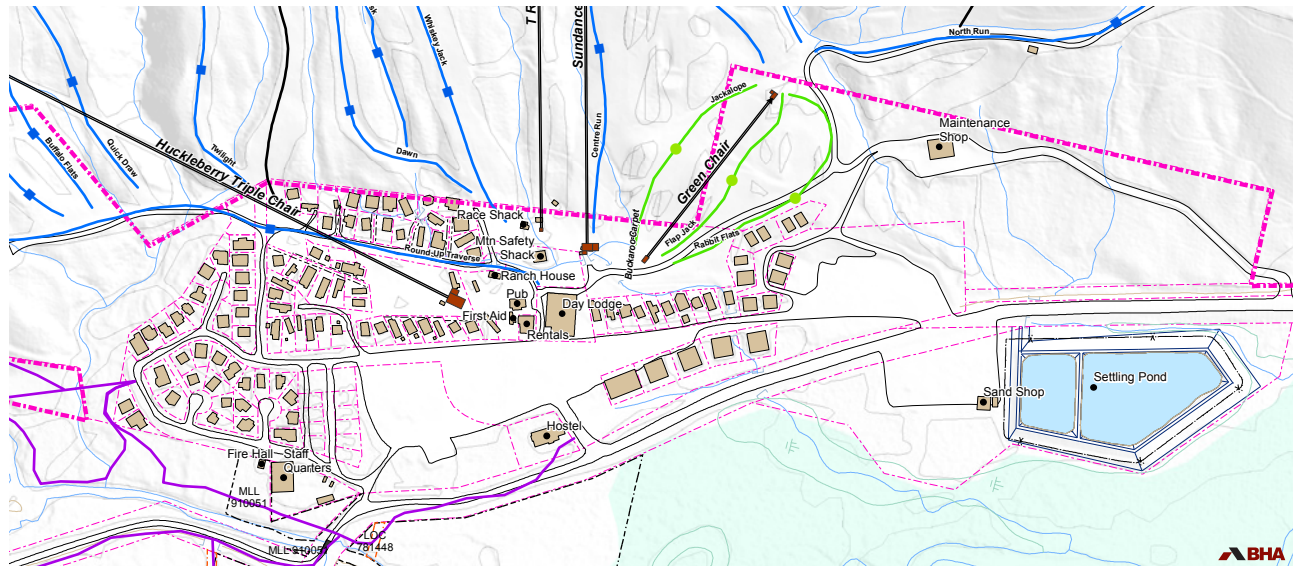 Whiskey Jack
T R
Sundance
North Run
Jackalope
Maintenance
Shop
Buffalo Flats
Quick Draw
Twilight
Dawn
Centre Run
Huckleberry Triple Chair
Green Chair
Race Shack
Mtn Safety
Shack
Buckaroo Carpet
Flap Jack
Rabbit Flats
Round-Up Traverse
Ranch House
Pub
Day Lodge
First Aid
Rentals
Settling Pond
Sand Shop
Hostel
Fire Hall
Staff
Quarters
MLL
910051
MLL 910051
LOC
781448
BHA